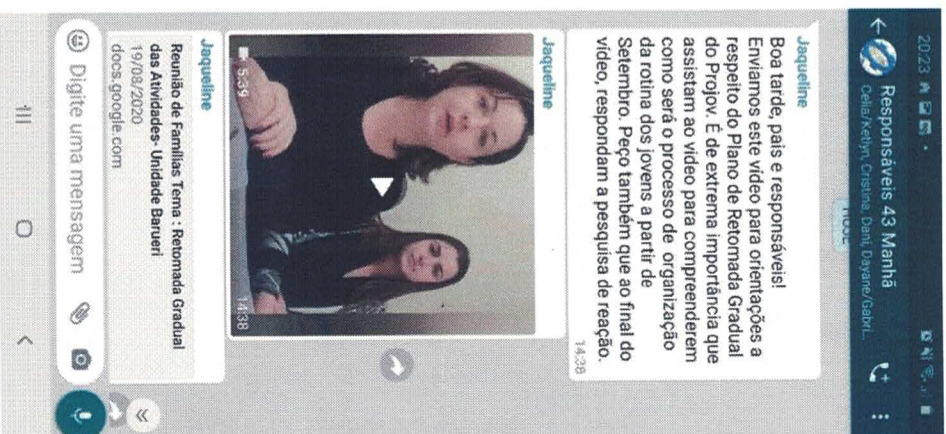 20:23
Responsáveis 43 Manhã
Celia/Ketlyn, Cristina, Dani, Dayane/Gabri...
HOJE
Jaqueline
Boa tarde, pais e responsáveis!
Enviamos este vídeo para orientações a
respeito do Plano de Retomada Gradual
do Projov. É de extrema importância que
assistam ao vídeo para compreenderem
como será o processo de organização
da rotina dos jovens a partir de
Setembro. Peço também que ao final do
vídeo, respondam a pesquisa de reação.
14:38
Jaqueline
5:39
14:38
Jaqueline
Reunião de Famílias Tema : Retomada Gradual
das Atividades- Unidade Barueri
19/08/2020
docs.google.com
Digite uma mensagem